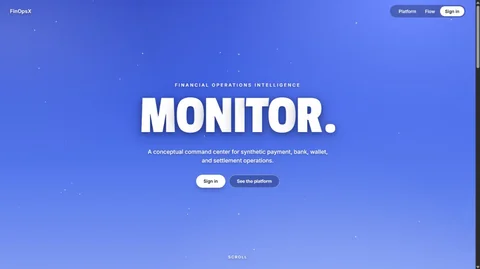 FinOpsX
Platform Flow Sign in
FINANCIAL OPERATIONS INTELLIGENCE
MONITOR.
A conceptual command center for synthetic payment, bank, wallet,
and settlement operations.
Sign in See the platform
SCROLL